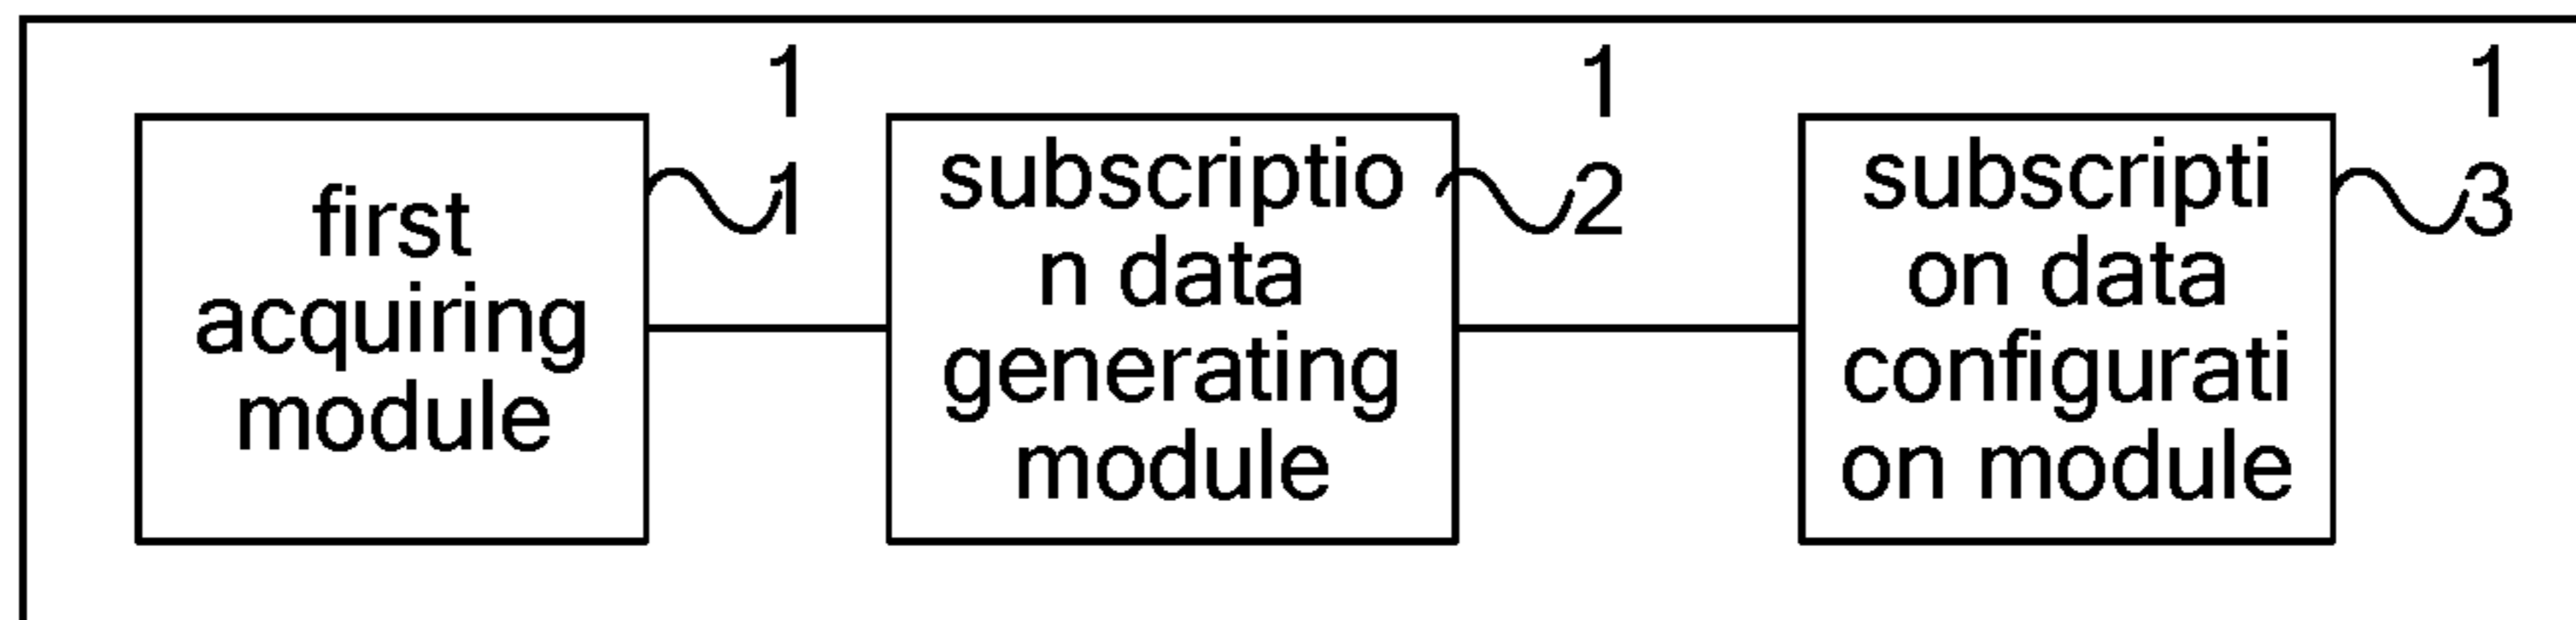 1
1
first
acquiring
module
1
2
subscriptio
n data
generating
module
1
3
subscripti
on data
configurati
on module